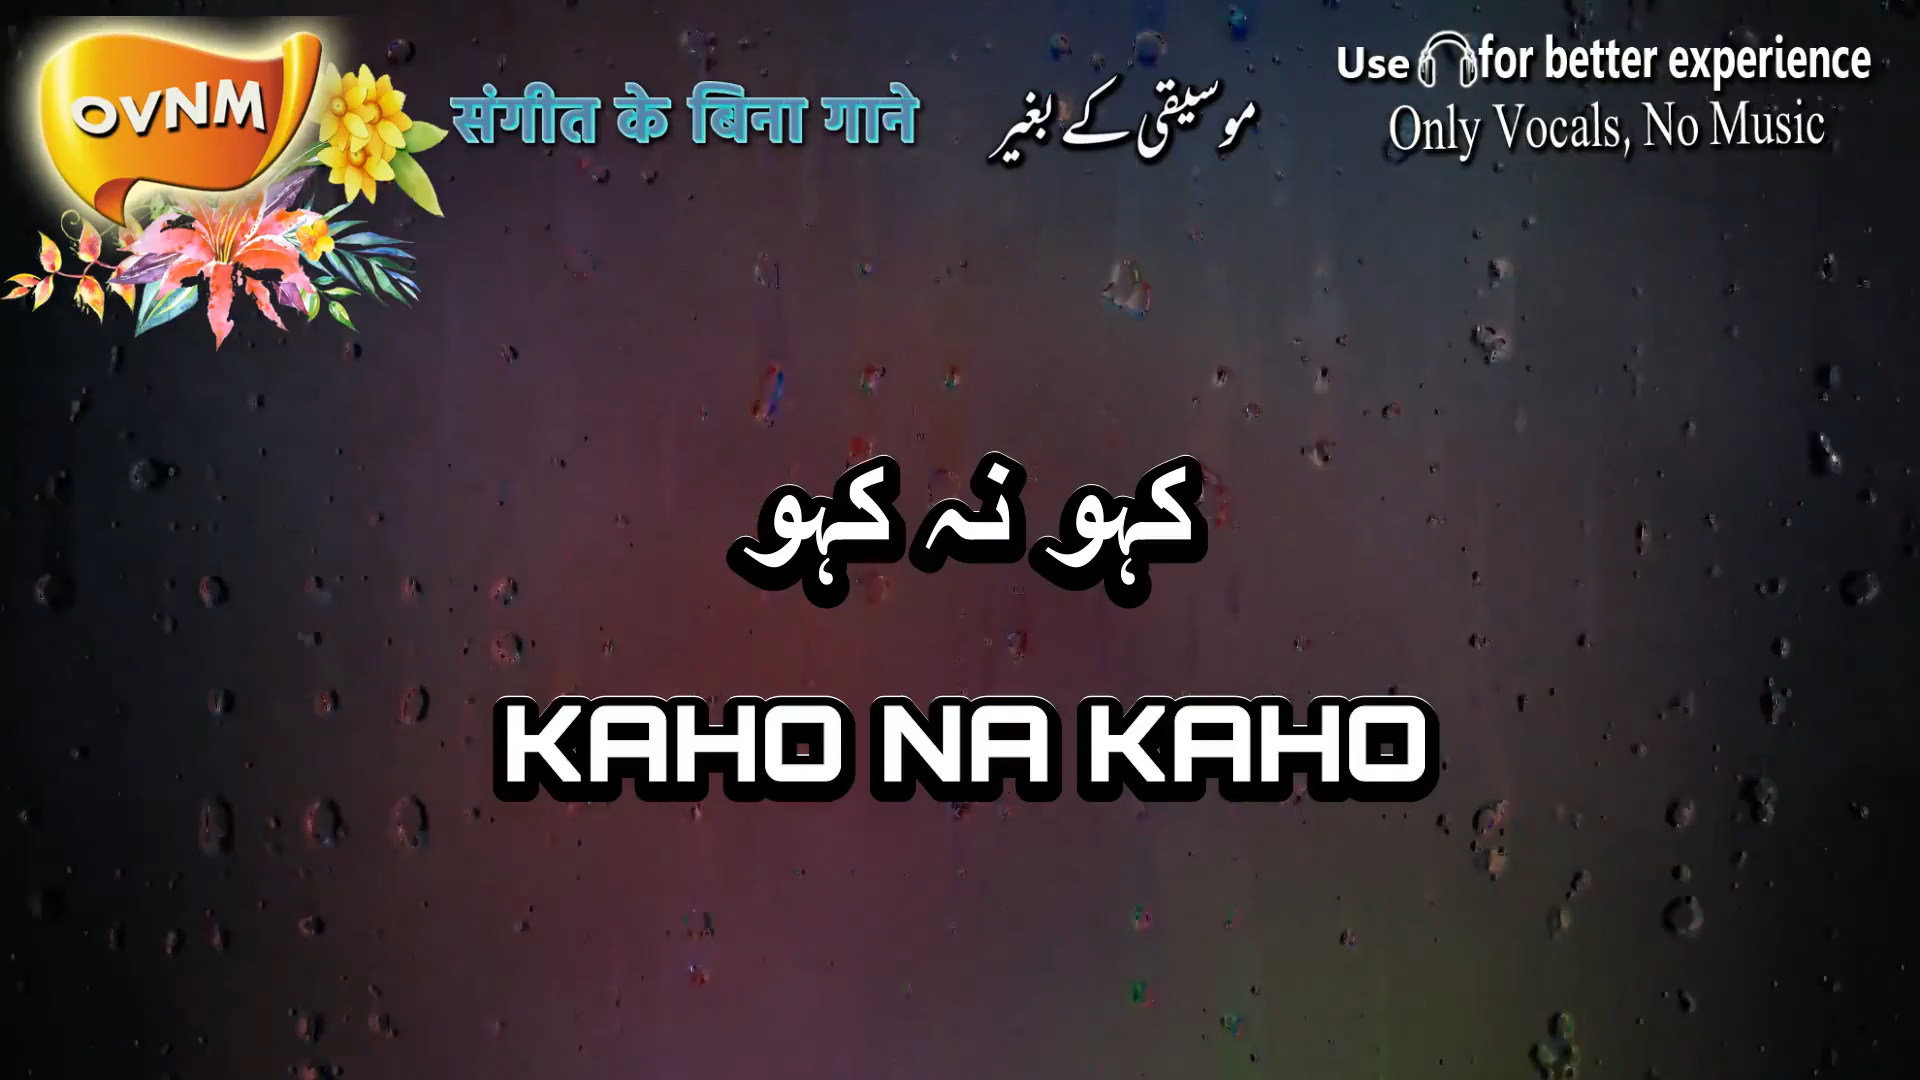 OVNM
संगीत के बिना गाने
موسیقی کے بغیر
Use for better experience
Only Vocals, No Music
کہو نہ کہو
KAHO NA KAHO